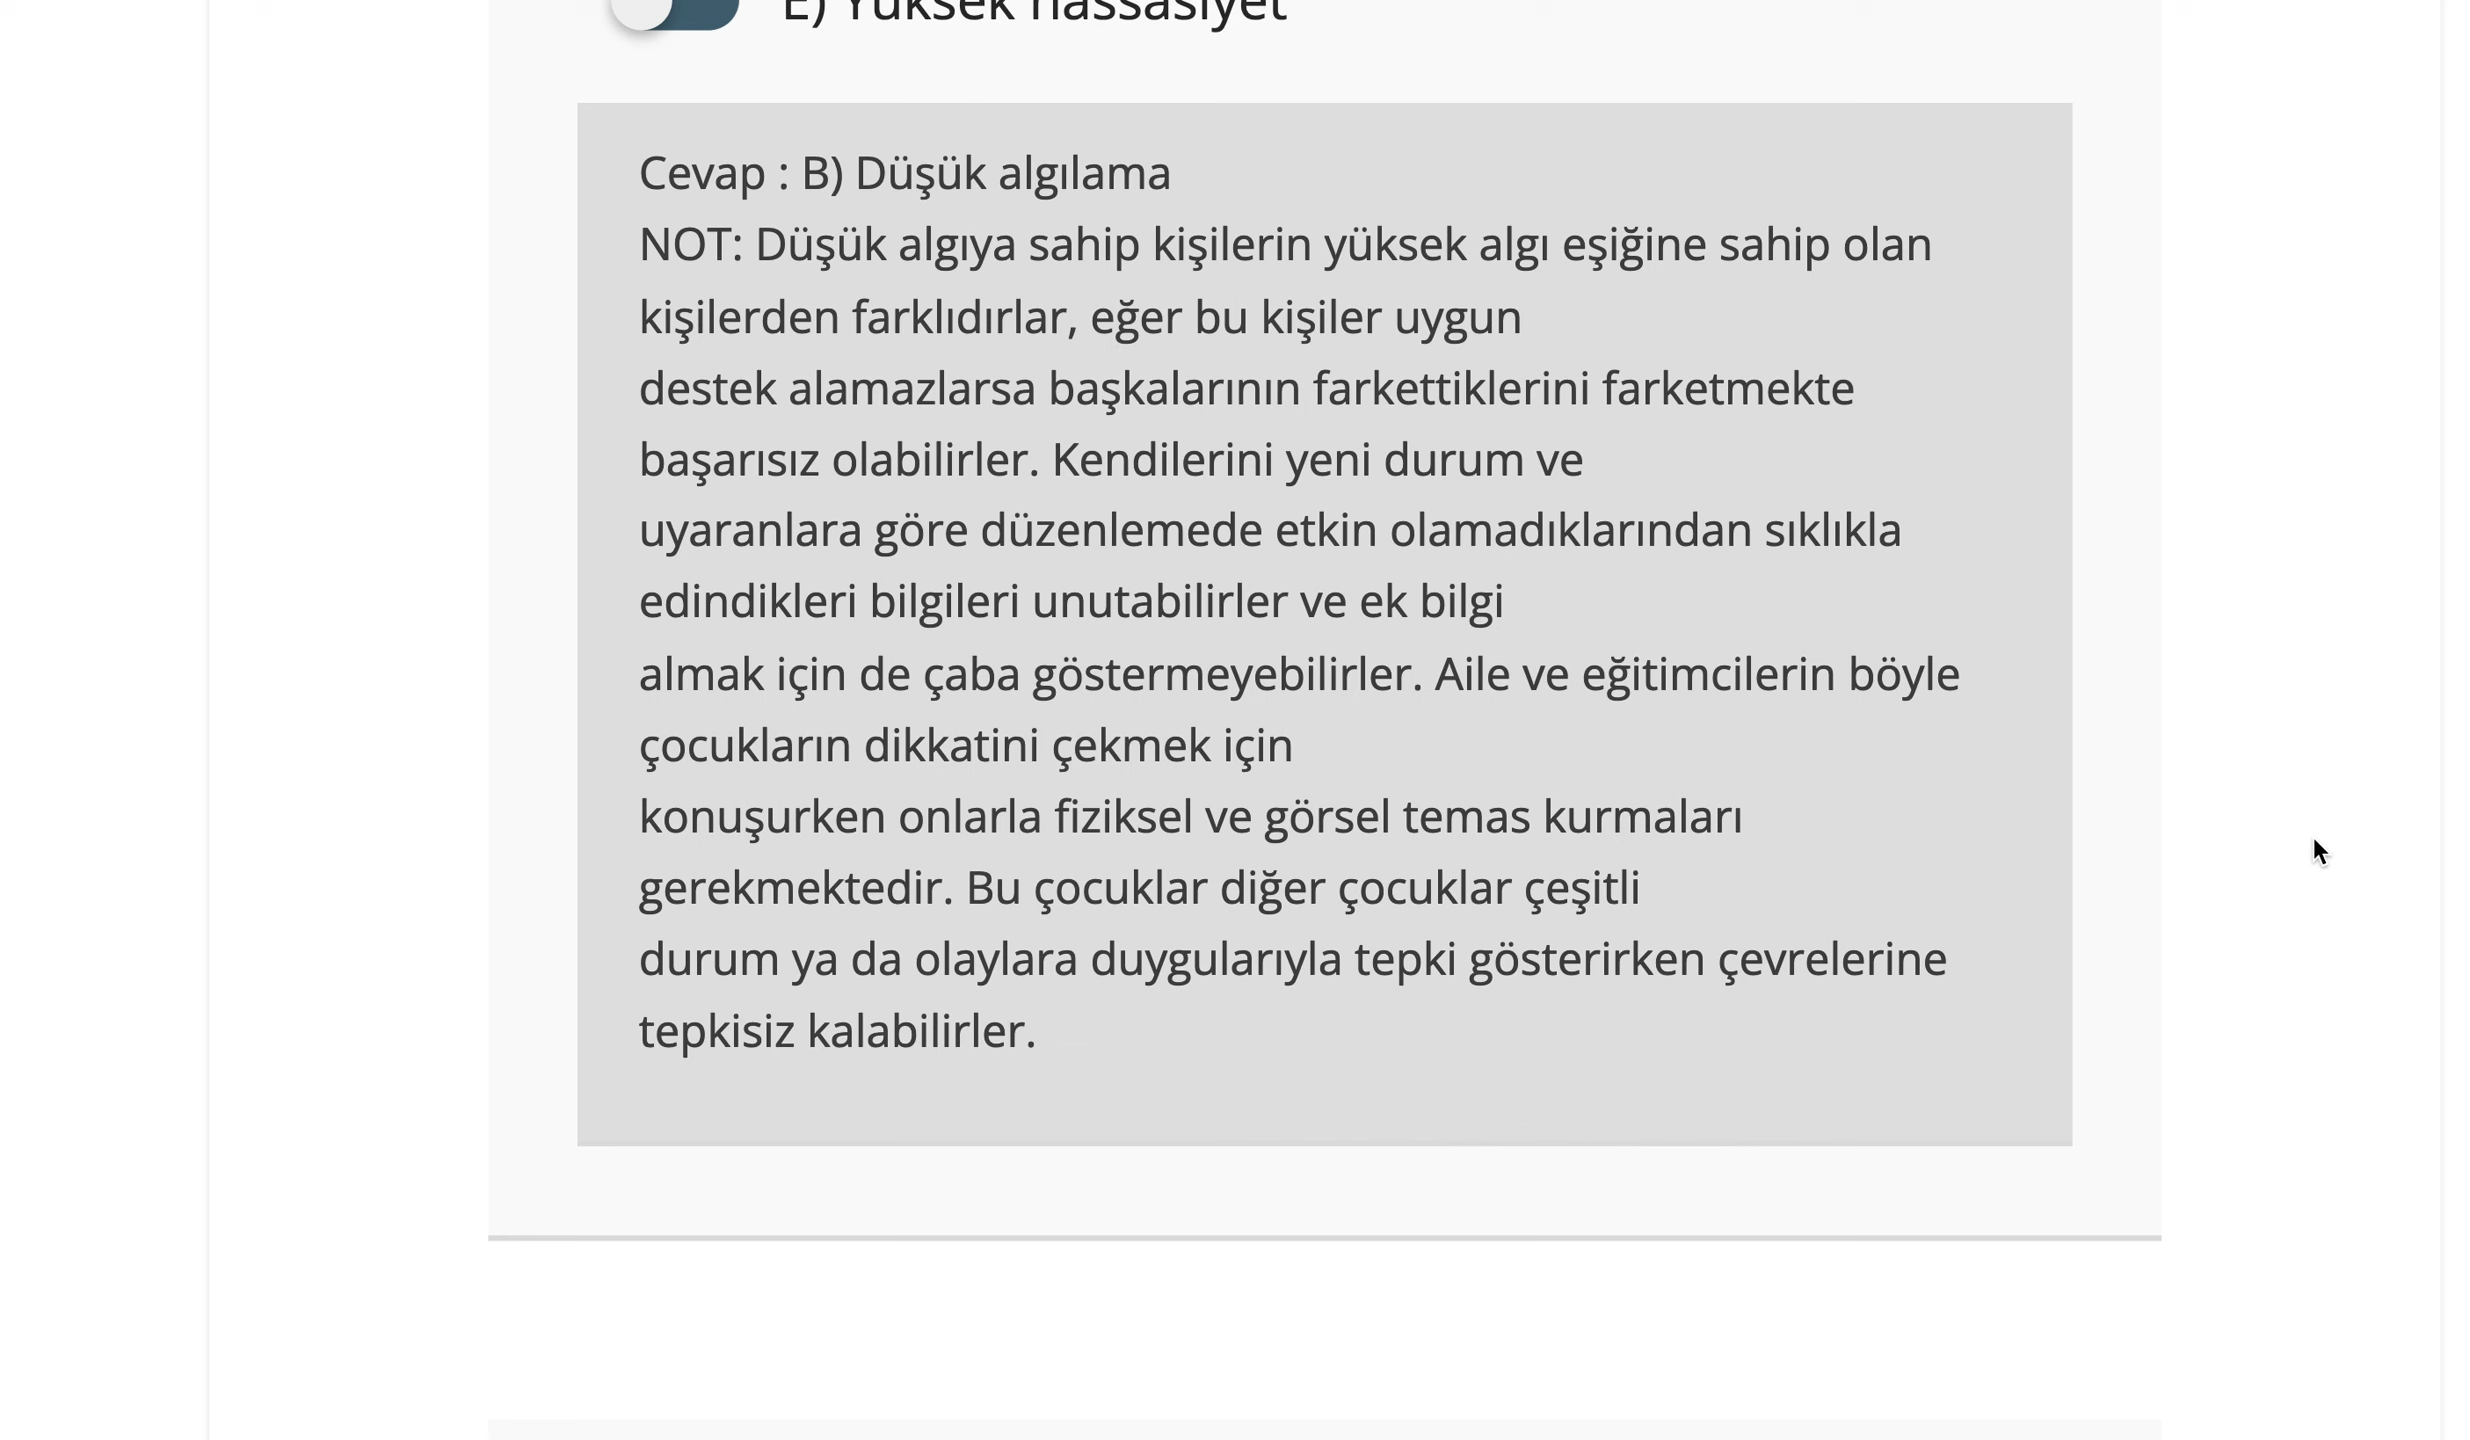 E) Yüksek hassasiyet
Cevap : B) Düşük algılama
NOT: Düşük algıya sahip kişilerin yüksek algı eşiğine sahip olan
kişilerden farklıdırlar, eğer bu kişiler uygun
destek alamazlarsa başkalarının farkettiklerini farketmekte
başarısız olabilirler. Kendilerini yeni durum ve
uyaranlara göre düzenlemede etkin olamadıklarından sıklıkla
edindikleri bilgileri unutabilirler ve ek bilgi
almak için de çaba göstermeyebilirler. Aile ve eğitimcilerin böyle
çocukların dikkatini çekmek için
konuşurken onlarla fiziksel ve görsel temas kurmaları
gerekmektedir. Bu çocuklar diğer çocuklar çeşitli
durum ya da olaylara duygularıyla tepki gösterirken çevrelerine
tepkisiz kalabilirler.